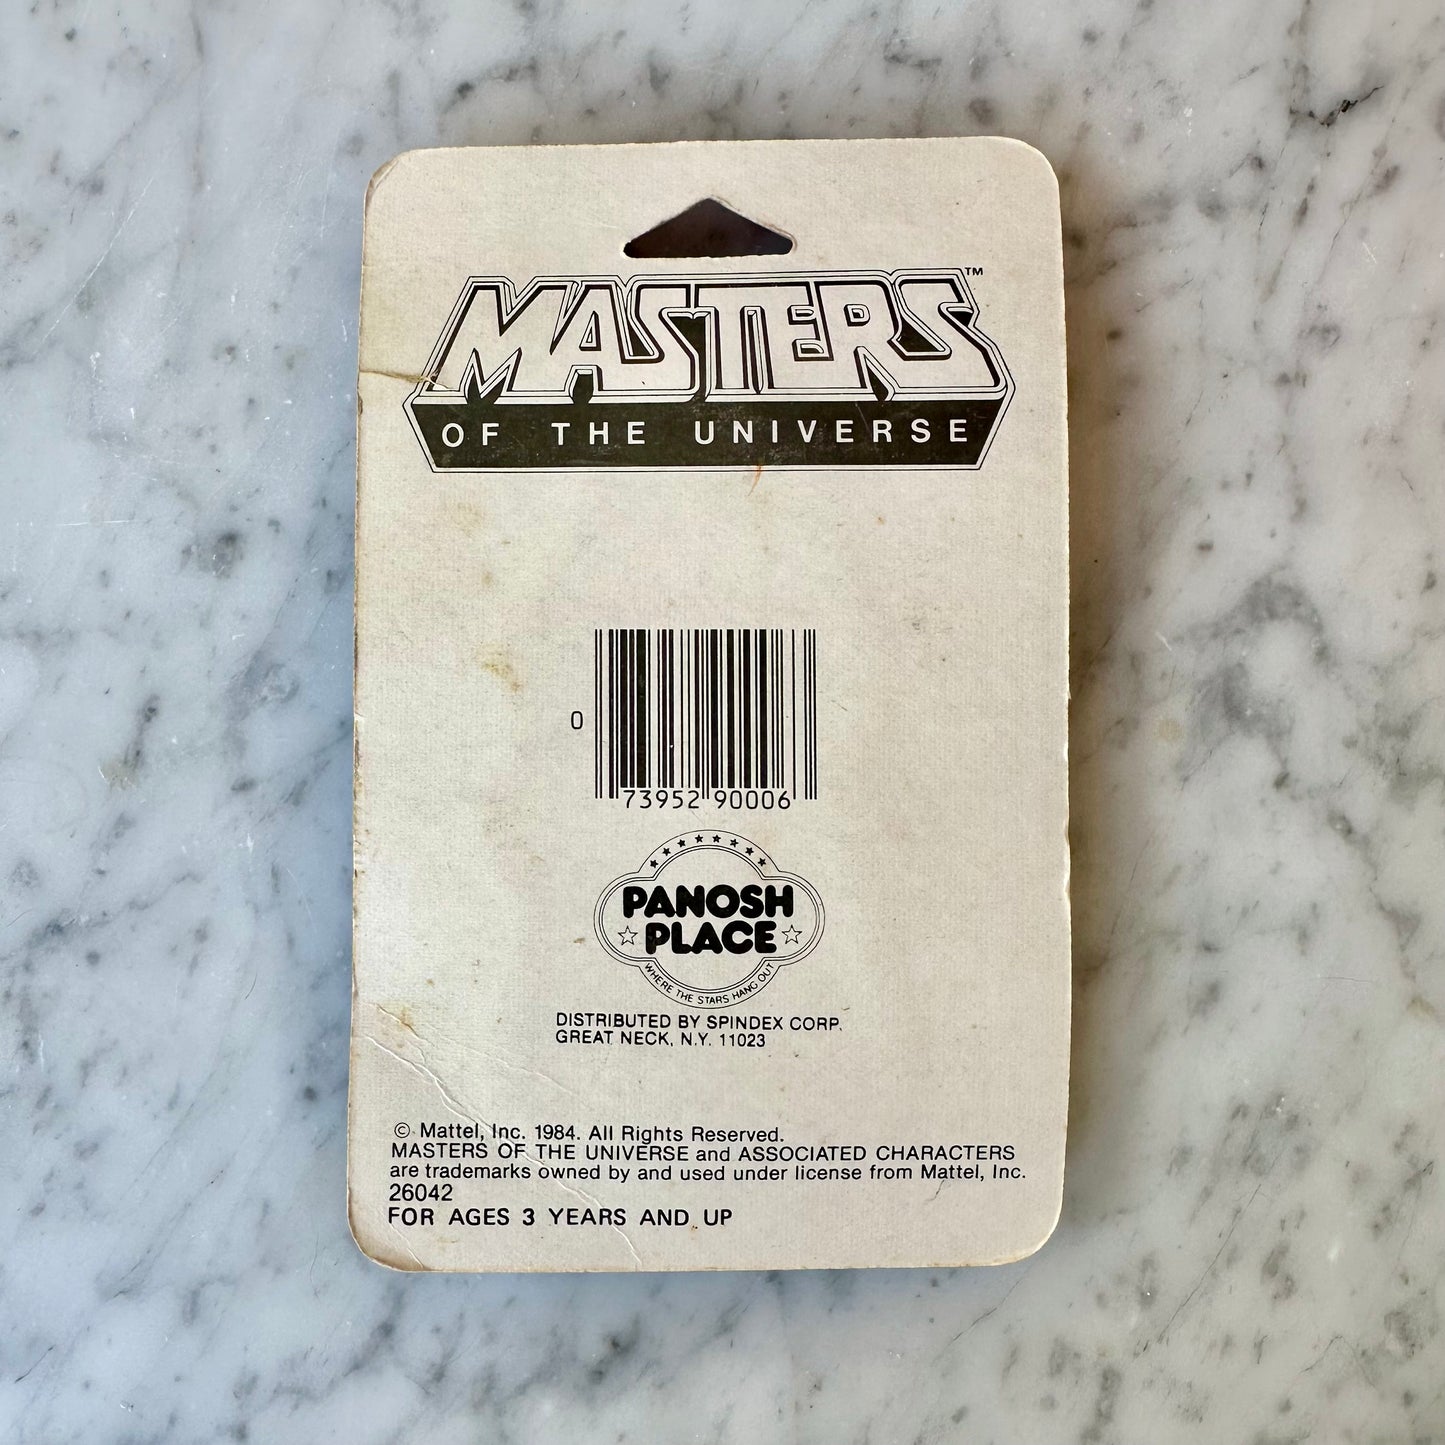 MASTERS™
OF THE UNIVERSE
0
73952 90006
PANOSH
PLACE
WHERE THE STARS HANG OUT
DISTRIBUTED BY SPINDEX CORP.
GREAT NECK, N.Y. 11023
© Mattel, Inc. 1984. All Rights Reserved.
MASTERS OF THE UNIVERSE and ASSOCIATED CHARACTERS
are trademarks owned by and used under license from Mattel, Inc.
26042
FOR AGES 3 YEARS AND UP